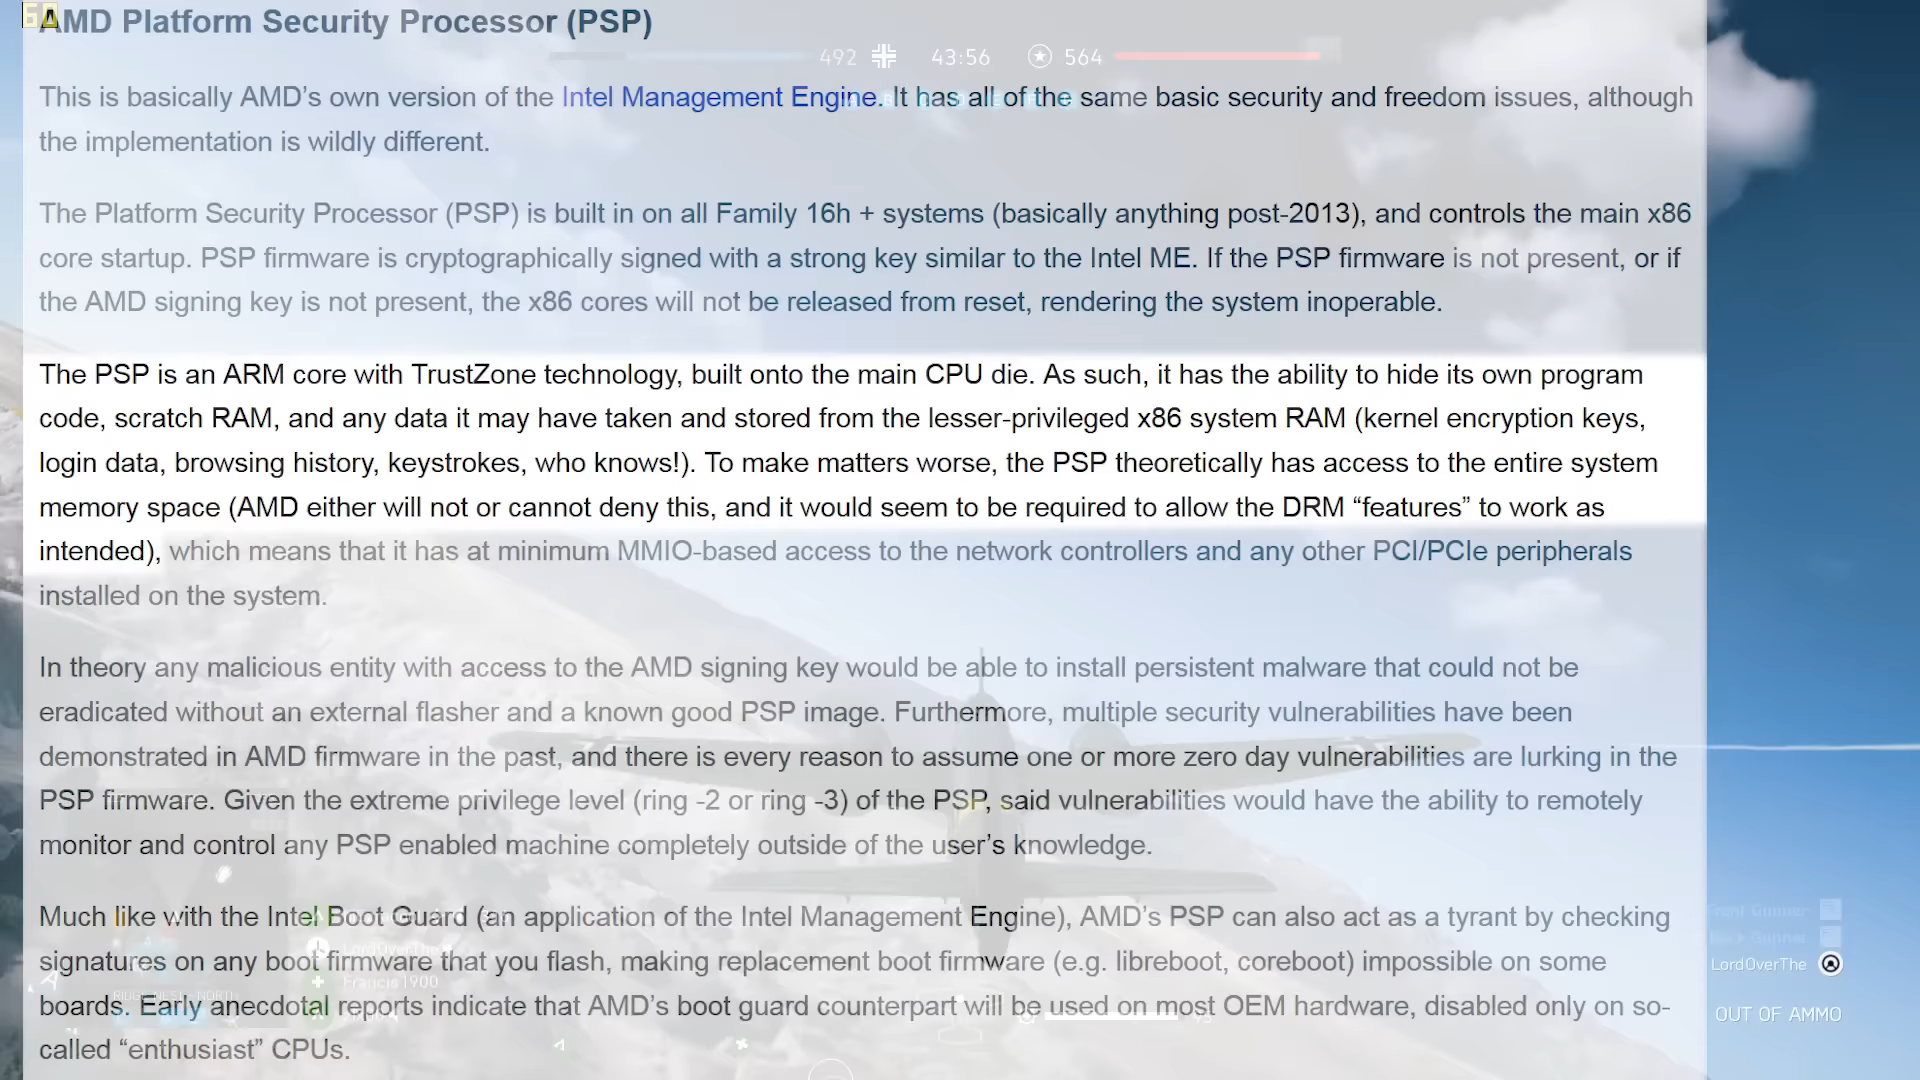 60
AMD Platform Security Processor (PSP)
492 43:56 564
This is basically AMD’s own version of the Intel Management Engine. It has all of the same basic security and freedom issues, although
the implementation is wildly different.
The Platform Security Processor (PSP) is built in on all Family 16h + systems (basically anything post-2013), and controls the main x86
core startup. PSP firmware is cryptographically signed with a strong key similar to the Intel ME. If the PSP firmware is not present, or if
the AMD signing key is not present, the x86 cores will not be released from reset, rendering the system inoperable.
The PSP is an ARM core with TrustZone technology, built onto the main CPU die. As such, it has the ability to hide its own program
code, scratch RAM, and any data it may have taken and stored from the lesser-privileged x86 system RAM (kernel encryption keys,
login data, browsing history, keystrokes, who knows!). To make matters worse, the PSP theoretically has access to the entire system
memory space (AMD either will not or cannot deny this, and it would seem to be required to allow the DRM “features” to work as
intended), which means that it has at minimum MMIO-based access to the network controllers and any other PCI/PCIe peripherals
installed on the system.
In theory any malicious entity with access to the AMD signing key would be able to install persistent malware that could not be
eradicated without an external flasher and a known good PSP image. Furthermore, multiple security vulnerabilities have been
demonstrated in AMD firmware in the past, and there is every reason to assume one or more zero day vulnerabilities are lurking in the
PSP firmware. Given the extreme privilege level (ring -2 or ring -3) of the PSP, said vulnerabilities would have the ability to remotely
monitor and control any PSP enabled machine completely outside of the user’s knowledge.
Much like with the Intel Boot Guard (an application of the Intel Management Engine), AMD’s PSP can also act as a tyrant by checking
signatures on any boot firmware that you flash, making replacement boot firmware (e.g. libreboot, coreboot) impossible on some
boards. Early anecdotal reports indicate that AMD’s boot guard counterpart will be used on most OEM hardware, disabled only on so-
called “enthusiast” CPUs.
Front Gunner
Back Gunner
LordOverThe
LordOverThe
Francis1900
OUT OF AMMO